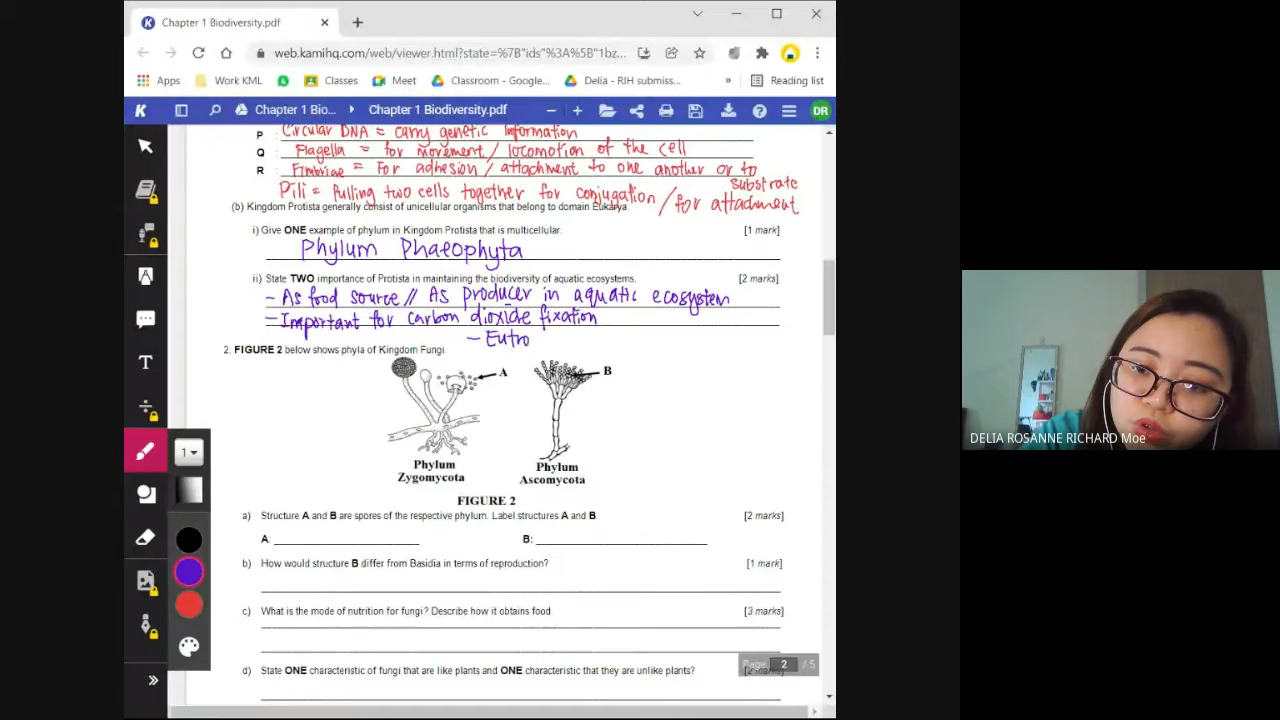 Chapter 1 Biodiversity.pdf
web.kamihq.com/web/viewer.html?state=%7B"ids"%3A%5B"1bz...
Apps Work KML Classes Meet Classroom - Google... Delia - RIH submiss... » Reading list
K Chapter 1 Bio... Chapter 1 Biodiversity.pdf DR
P : Circular DNA = carry genetic information
Q : Flagella = for movement / locomotion of the cell
R : Fimbriae = For adhesion / attachment to one another or to substrate
Pili = Pulling two cells together for conjugation / for attachment
(b) Kingdom Protista generally consist of unicellular organisms that belong to domain Eukarya.
i) Give ONE example of phylum in Kingdom Protista that is multicellular. [1 mark]
Phylum Phaeophyta
ii) State TWO importance of Protista in maintaining the biodiversity of aquatic ecosystems. [2 marks]
- As food source // As producer in aquatic ecosystem
- Important for carbon dioxide fixation
- Eutro
2. FIGURE 2 below shows phyla of Kingdom Fungi.
A B
Phylum Zygomycota
Phylum Ascomycota
FIGURE 2
a) Structure A and B are spores of the respective phylum. Label structures A and B [2 marks]
A: B:
b) How would structure B differ from Basidia in terms of reproduction? [1 mark]
c) What is the mode of nutrition for fungi? Describe how it obtains food. [3 marks]
d) State ONE characteristic of fungi that are like plants and ONE characteristic that they are unlike plants? [2 marks]
Page 2 / 5
T
1
DELIA ROSANNE RICHARD Moe